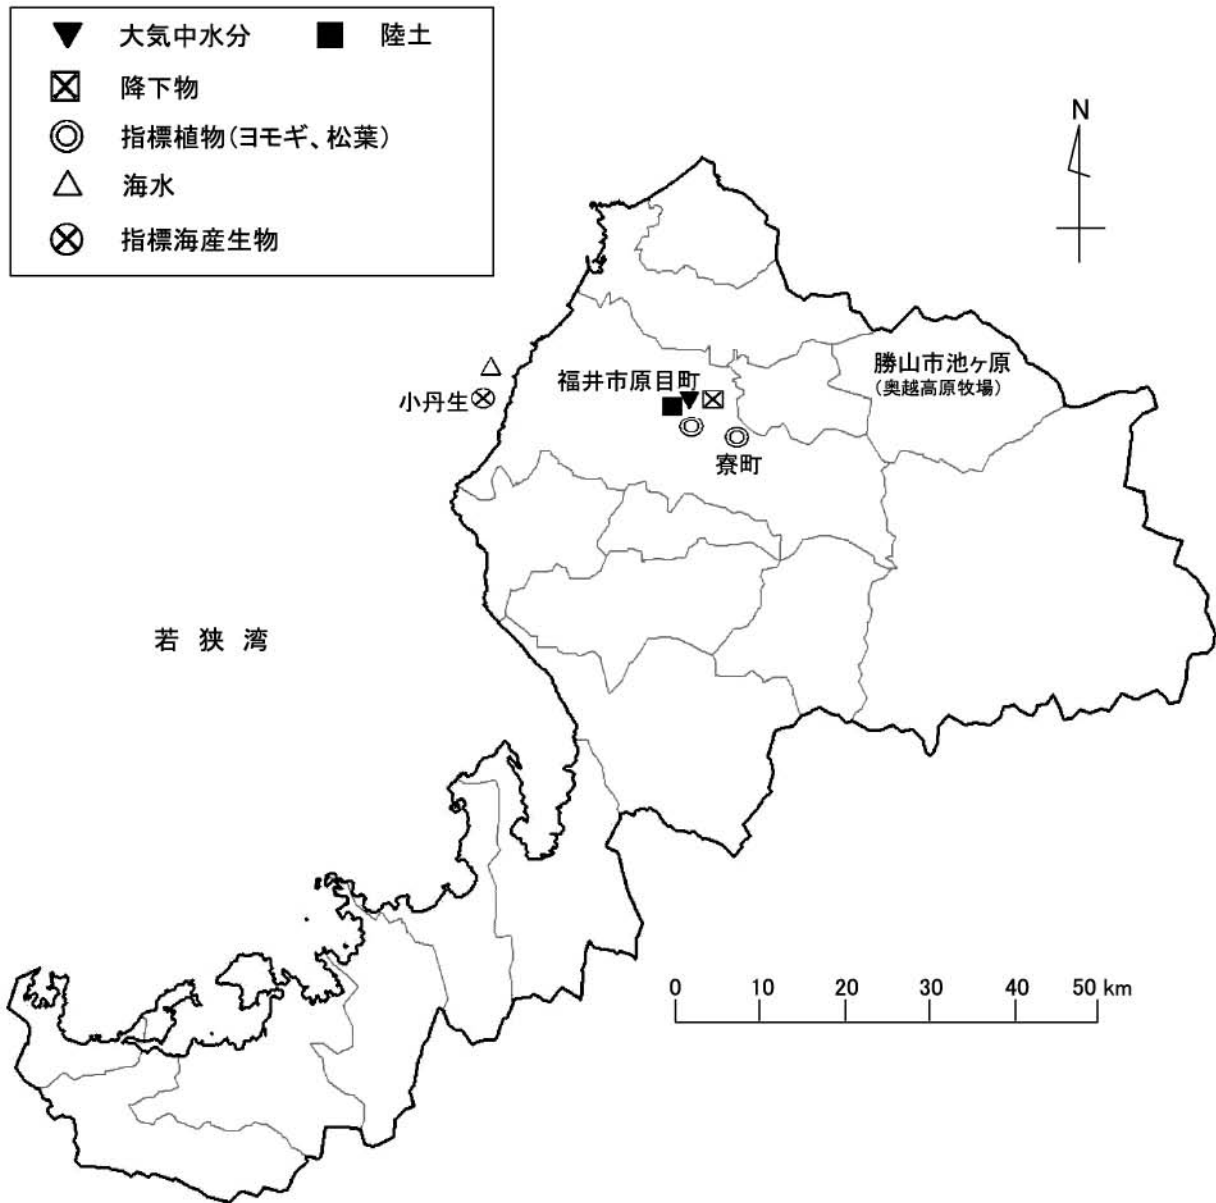 大気中水分 陸土
降下物
指標植物(ヨモギ、松葉)
海水
指標海産生物
N
勝山市池ヶ原
(奥越高原牧場)
福井市原目町
小丹生
寮町
若狭湾
0 10 20 30 40 50 km